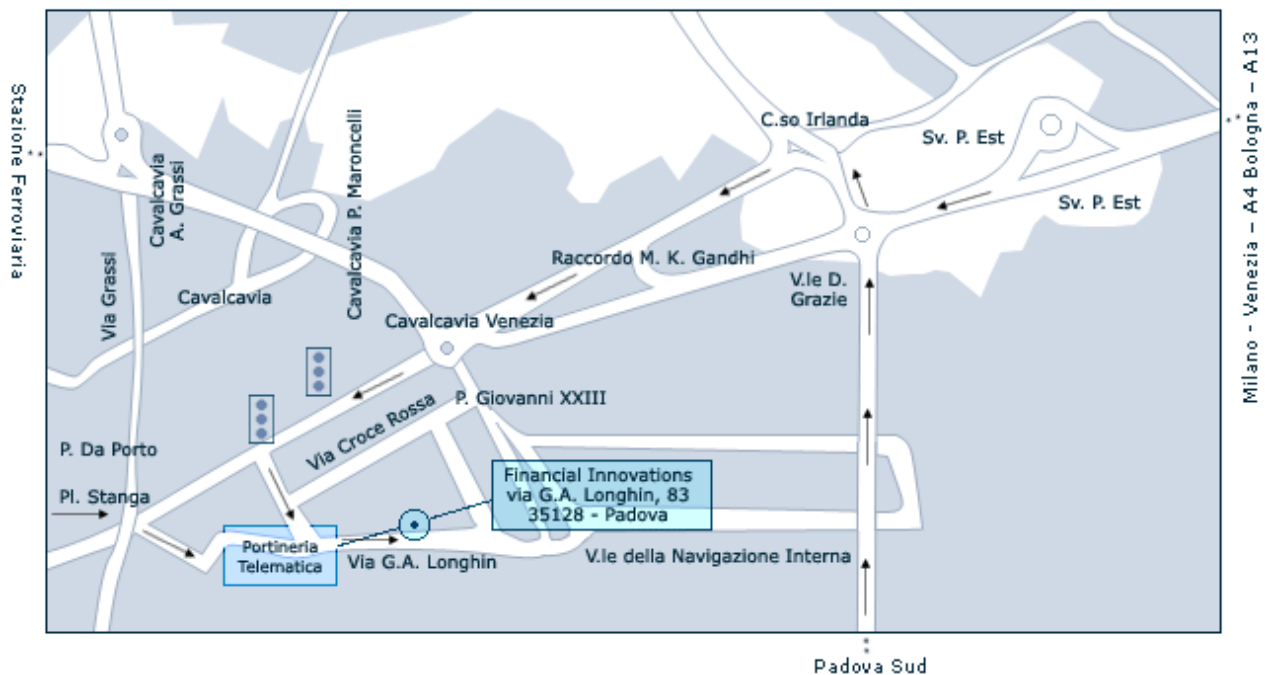 Stazione Ferroviaria
Milano - Venezia - A4 Bologna - A13
C.so Irlanda
Sv. P. Est
Sv. P. Est
Cavalcavia
A. Grassi
Cavalcavia P. Maroncelli
Via Grassi
Cavalcavia
Raccordo M. K. Gandhi
V.le D.
Grazie
Cavalcavia Venezia
P. Giovanni XXIII
Via Croce Rossa
P. Da Porto
Pl. Stanga
Financial Innovations
via G.A. Longhin, 83
35128 - Padova
Portineria
Telematica
Via G.A. Longhin
V.le della Navigazione Interna
Padova Sud